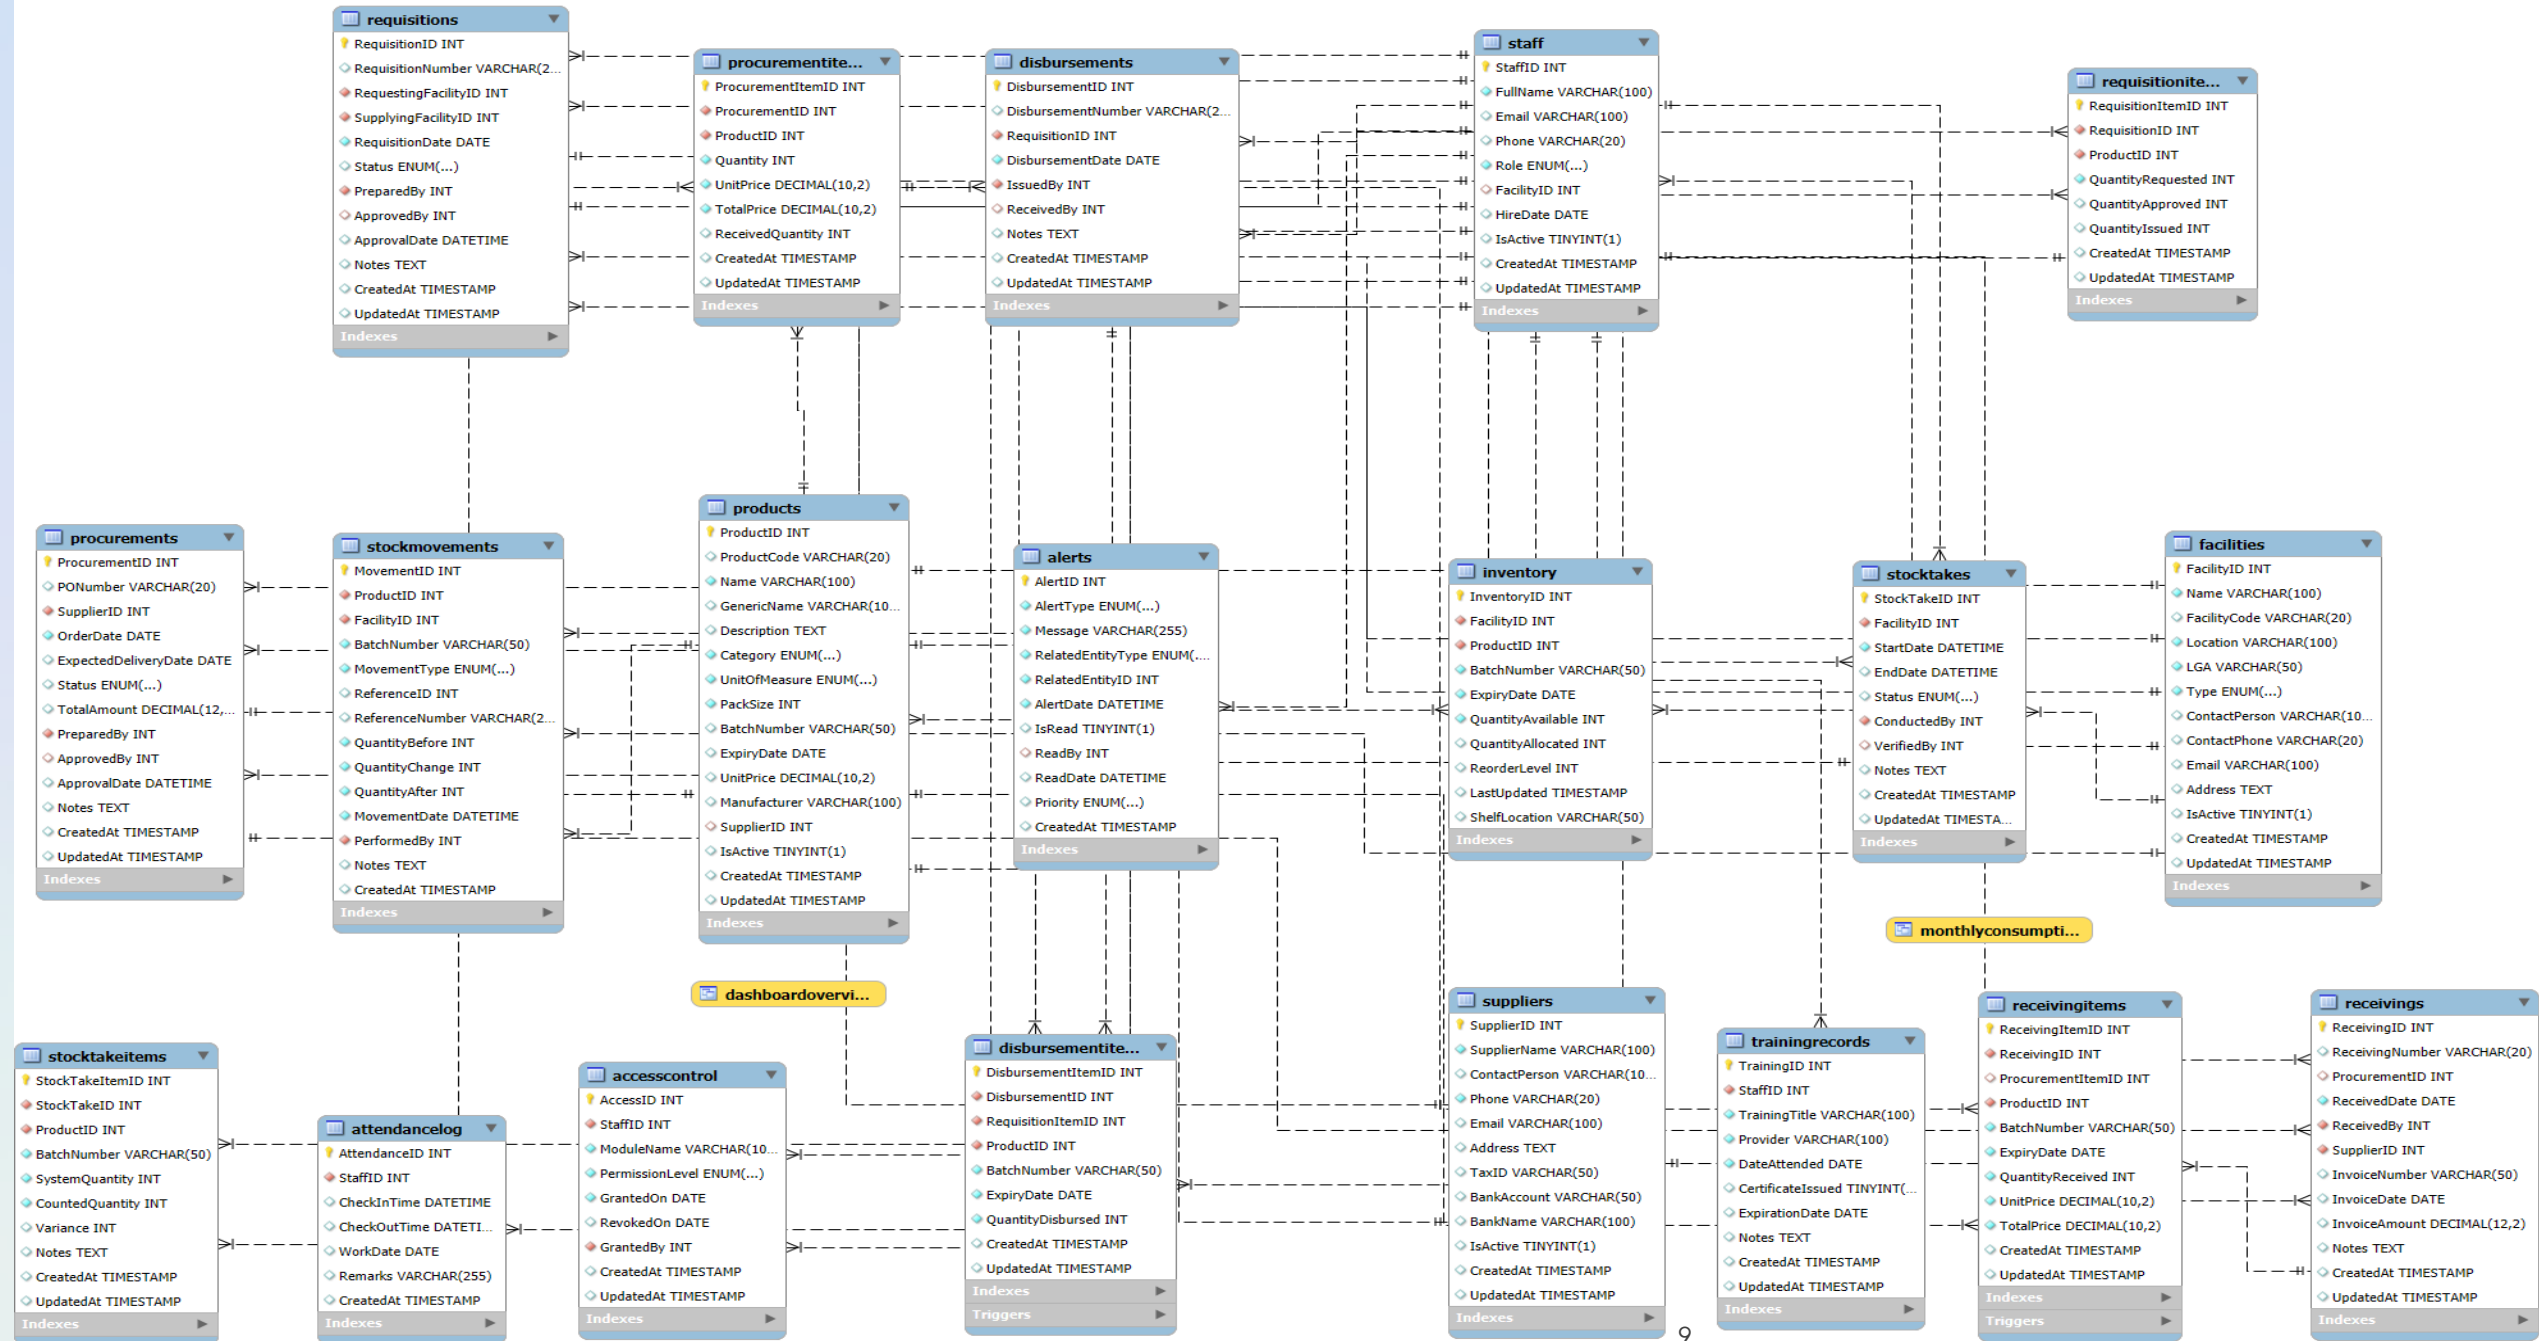 requisitions
RequisitionID INT
RequisitionNumber VARCHAR(2...
RequestingFacilityID INT
SupplyingFacilityID INT
RequisitionDate DATE
Status ENUM(...)
PreparedBy INT
ApprovedBy INT
ApprovalDate DATETIME
Notes TEXT
CreatedAt TIMESTAMP
UpdatedAt TIMESTAMP
Indexes
procurementite...
ProcurementItemID INT
ProcurementID INT
ProductID INT
Quantity INT
UnitPrice DECIMAL(10,2)
TotalPrice DECIMAL(10,2)
ReceivedQuantity INT
CreatedAt TIMESTAMP
UpdatedAt TIMESTAMP
Indexes
disbursements
DisbursementID INT
DisbursementNumber VARCHAR(2...
RequisitionID INT
DisbursementDate DATE
IssuedBy INT
ReceivedBy INT
Notes TEXT
CreatedAt TIMESTAMP
UpdatedAt TIMESTAMP
Indexes
staff
StaffID INT
FullName VARCHAR(100)
Email VARCHAR(100)
Phone VARCHAR(20)
Role ENUM(...)
FacilityID INT
HireDate DATE
IsActive TINYINT(1)
CreatedAt TIMESTAMP
UpdatedAt TIMESTAMP
Indexes
requisitionite...
RequisitionItemID INT
RequisitionID INT
ProductID INT
QuantityRequested INT
QuantityApproved INT
QuantityIssued INT
CreatedAt TIMESTAMP
UpdatedAt TIMESTAMP
Indexes
procurements
ProcurementID INT
PONumber VARCHAR(20)
SupplierID INT
OrderDate DATE
ExpectedDeliveryDate DATE
Status ENUM(...)
TotalAmount DECIMAL(12,...
PreparedBy INT
ApprovedBy INT
ApprovalDate DATETIME
Notes TEXT
CreatedAt TIMESTAMP
UpdatedAt TIMESTAMP
Indexes
stockmovements
MovementID INT
ProductID INT
FacilityID INT
BatchNumber VARCHAR(50)
MovementType ENUM(...)
ReferenceID INT
ReferenceNumber VARCHAR(2...
QuantityBefore INT
QuantityChange INT
QuantityAfter INT
MovementDate DATETIME
PerformedBy INT
Notes TEXT
CreatedAt TIMESTAMP
Indexes
products
ProductID INT
ProductCode VARCHAR(20)
Name VARCHAR(100)
GenericName VARCHAR(10...
Description TEXT
Category ENUM(...)
UnitOfMeasure ENUM(...)
PackSize INT
BatchNumber VARCHAR(50)
ExpiryDate DATE
UnitPrice DECIMAL(10,2)
Manufacturer VARCHAR(100)
SupplierID INT
IsActive TINYINT(1)
CreatedAt TIMESTAMP
UpdatedAt TIMESTAMP
Indexes
alerts
AlertID INT
AlertType ENUM(...)
Message VARCHAR(255)
RelatedEntityType ENUM(....
RelatedEntityID INT
AlertDate DATETIME
IsRead TINYINT(1)
ReadBy INT
ReadDate DATETIME
Priority ENUM(...)
CreatedAt TIMESTAMP
Indexes
inventory
InventoryID INT
FacilityID INT
ProductID INT
BatchNumber VARCHAR(50)
ExpiryDate DATE
QuantityAvailable INT
QuantityAllocated INT
ReorderLevel INT
LastUpdated TIMESTAMP
ShelfLocation VARCHAR(50)
Indexes
stocktakes
StockTakeID INT
FacilityID INT
StartDate DATETIME
EndDate DATETIME
Status ENUM(...)
ConductedBy INT
VerifiedBy INT
Notes TEXT
CreatedAt TIMESTAMP
UpdatedAt TIMESTA...
Indexes
facilities
FacilityID INT
Name VARCHAR(100)
FacilityCode VARCHAR(20)
Location VARCHAR(100)
LGA VARCHAR(50)
Type ENUM(...)
ContactPerson VARCHAR(10...
ContactPhone VARCHAR(20)
Email VARCHAR(100)
Address TEXT
IsActive TINYINT(1)
CreatedAt TIMESTAMP
UpdatedAt TIMESTAMP
Indexes
monthlyconsumpti...
dashboardovervi...
stocktakeitems
StockTakeItemID INT
StockTakeID INT
ProductID INT
BatchNumber VARCHAR(50)
SystemQuantity INT
CountedQuantity INT
Variance INT
Notes TEXT
CreatedAt TIMESTAMP
UpdatedAt TIMESTAMP
Indexes
attendancelog
AttendanceID INT
StaffID INT
CheckInTime DATETIME
CheckOutTime DATETI...
WorkDate DATE
Remarks VARCHAR(255)
CreatedAt TIMESTAMP
Indexes
accesscontrol
AccessID INT
StaffID INT
ModuleName VARCHAR(10...
PermissionLevel ENUM(...)
GrantedOn DATE
RevokedOn DATE
GrantedBy INT
CreatedAt TIMESTAMP
UpdatedAt TIMESTAMP
Indexes
disbursementite...
DisbursementItemID INT
DisbursementID INT
RequisitionItemID INT
ProductID INT
BatchNumber VARCHAR(50)
ExpiryDate DATE
QuantityDisbursed INT
CreatedAt TIMESTAMP
UpdatedAt TIMESTAMP
Indexes
Triggers
suppliers
SupplierID INT
SupplierName VARCHAR(100)
ContactPerson VARCHAR(10...
Phone VARCHAR(20)
Email VARCHAR(100)
Address TEXT
TaxID VARCHAR(50)
BankAccount VARCHAR(50)
BankName VARCHAR(100)
IsActive TINYINT(1)
CreatedAt TIMESTAMP
UpdatedAt TIMESTAMP
Indexes
trainingrecords
TrainingID INT
StaffID INT
TrainingTitle VARCHAR(100)
Provider VARCHAR(100)
DateAttended DATE
CertificateIssued TINYINT(...
ExpirationDate DATE
Notes TEXT
CreatedAt TIMESTAMP
UpdatedAt TIMESTAMP
Indexes
receivingitems
ReceivingItemID INT
ReceivingID INT
ProcurementItemID INT
ProductID INT
BatchNumber VARCHAR(50)
ExpiryDate DATE
QuantityReceived INT
UnitPrice DECIMAL(10,2)
TotalPrice DECIMAL(10,2)
CreatedAt TIMESTAMP
UpdatedAt TIMESTAMP
Indexes
Triggers
receivings
ReceivingID INT
ReceivingNumber VARCHAR(20)
ProcurementID INT
ReceivedDate DATE
ReceivedBy INT
SupplierID INT
InvoiceNumber VARCHAR(50)
InvoiceDate DATE
InvoiceAmount DECIMAL(12,2)
Notes TEXT
CreatedAt TIMESTAMP
UpdatedAt TIMESTAMP
Indexes
9